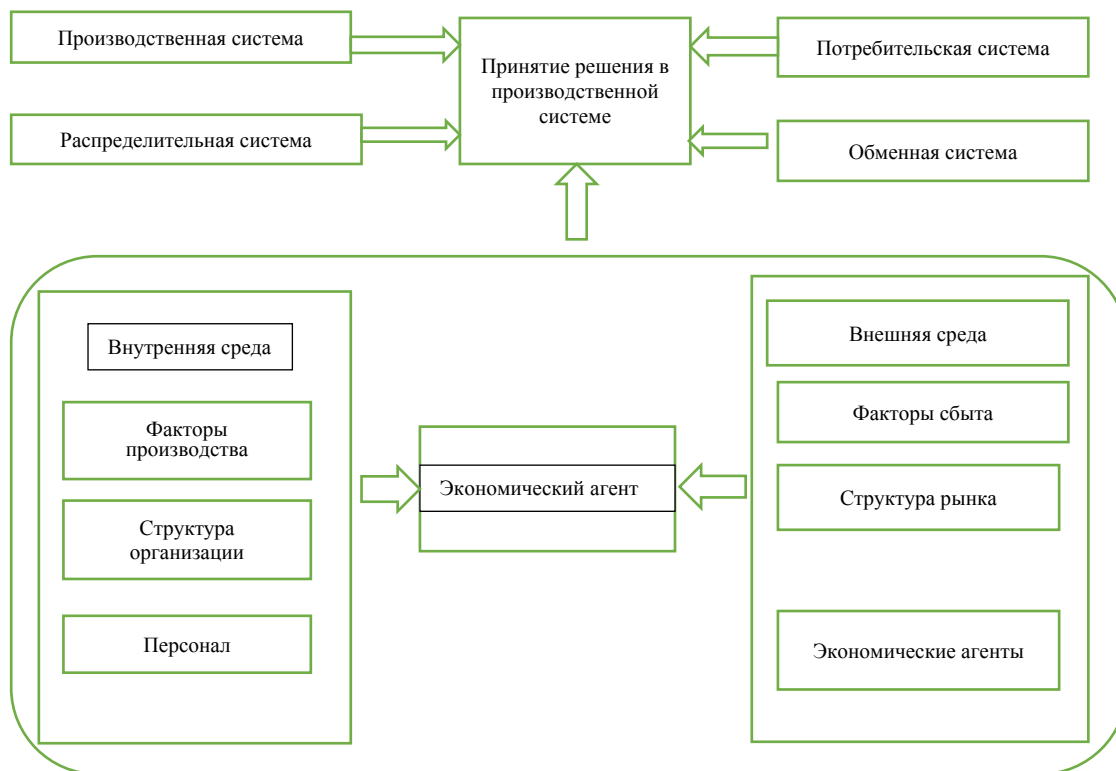 Производственная система
Распределительная система
Принятие решения в
производственной
системе
Потребительская система
Обменная система
Внутренняя среда
Факторы
производства
Структура
организации
Персонал
Экономический агент
Внешняя среда
Факторы сбыта
Структура рынка
Экономические агенты